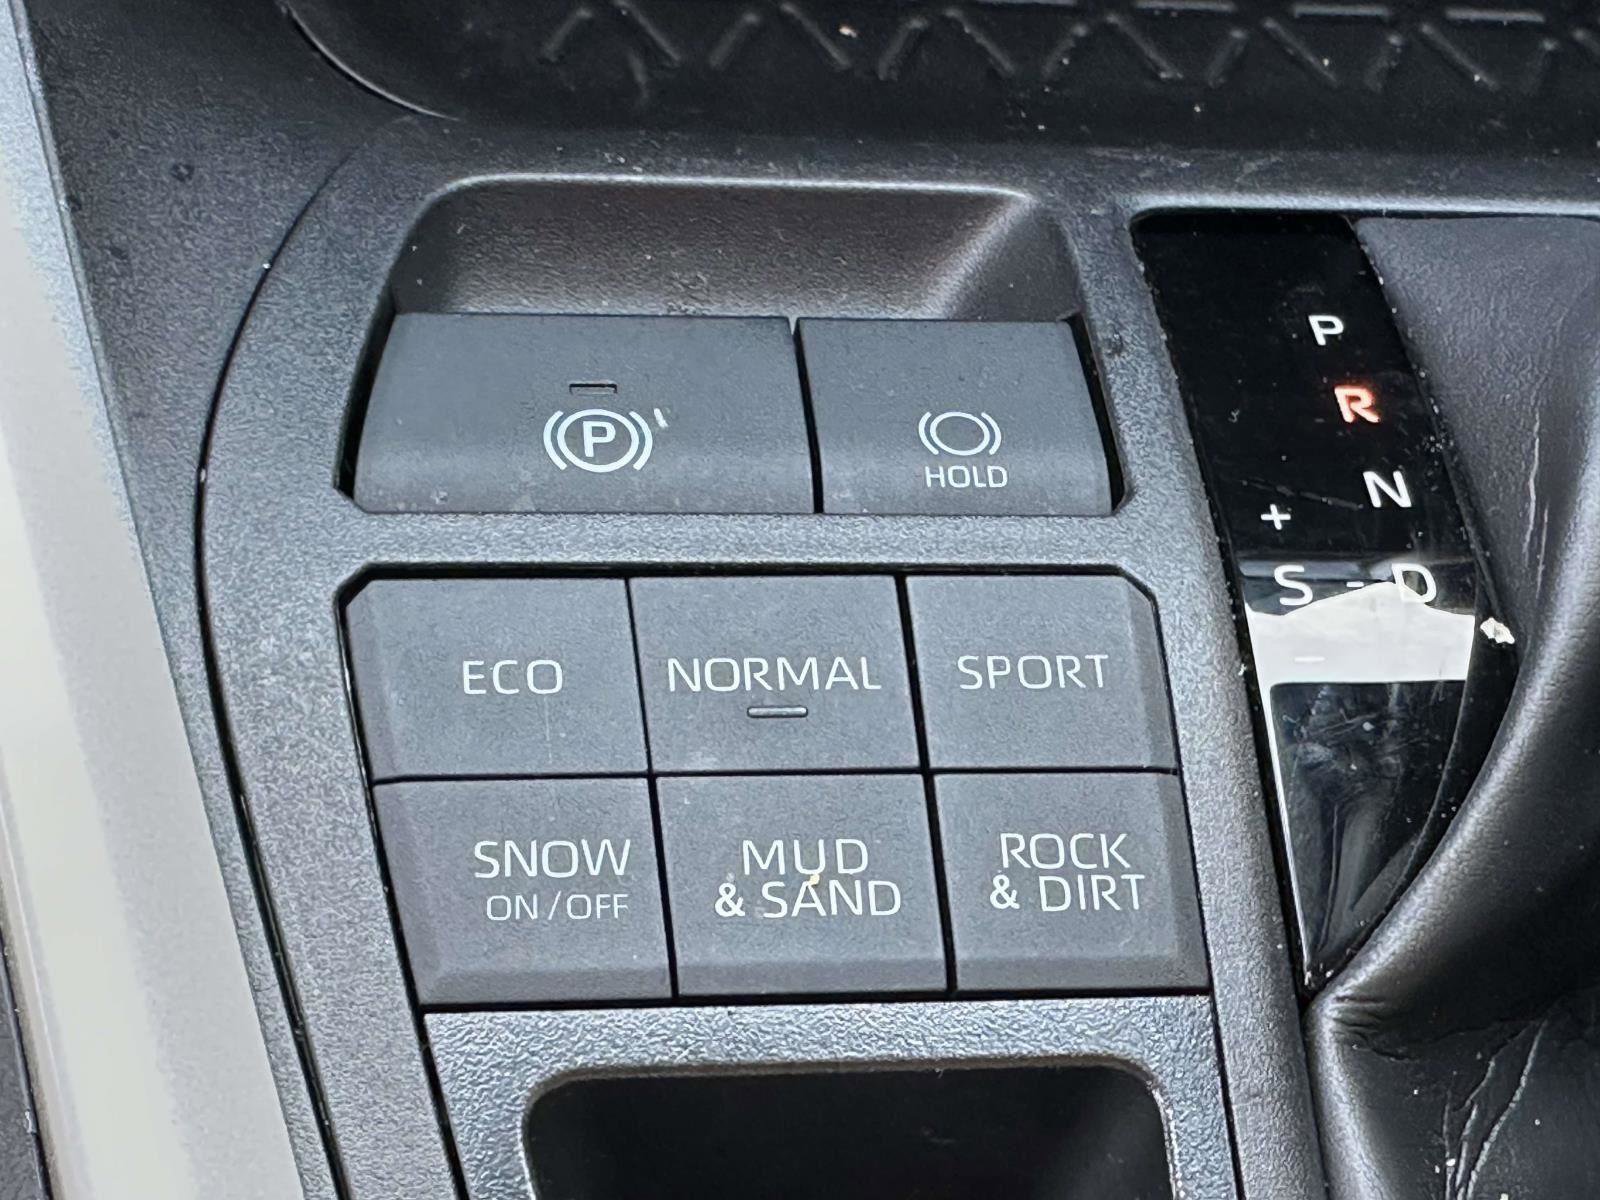 P
HOLD
P
R
N
+
S - D
-
ECO
NORMAL
SPORT
SNOW
ON/OFF
MUD
& SAND
ROCK
& DIRT